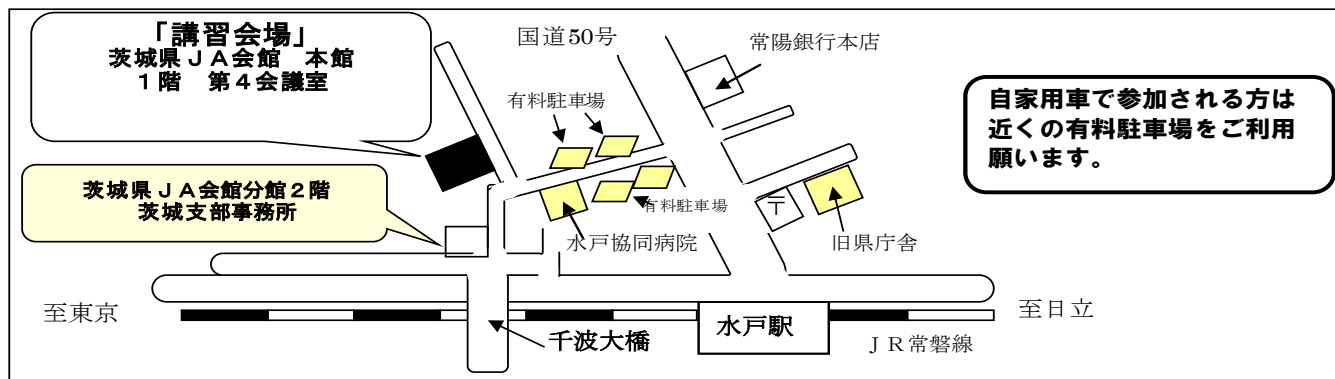 「講習会場」
茨城県ＪＡ会館　本館
１階　第４会議室
国道50号
常陽銀行本店
有料駐車場
自家用車で参加される方は
近くの有料駐車場をご利用
願います。
茨城県ＪＡ会館分館２階
茨城支部事務所
有料駐車場
〒
水戸協同病院
旧県庁舎
至東京
至日立
水戸駅
千波大橋
ＪＲ常磐線